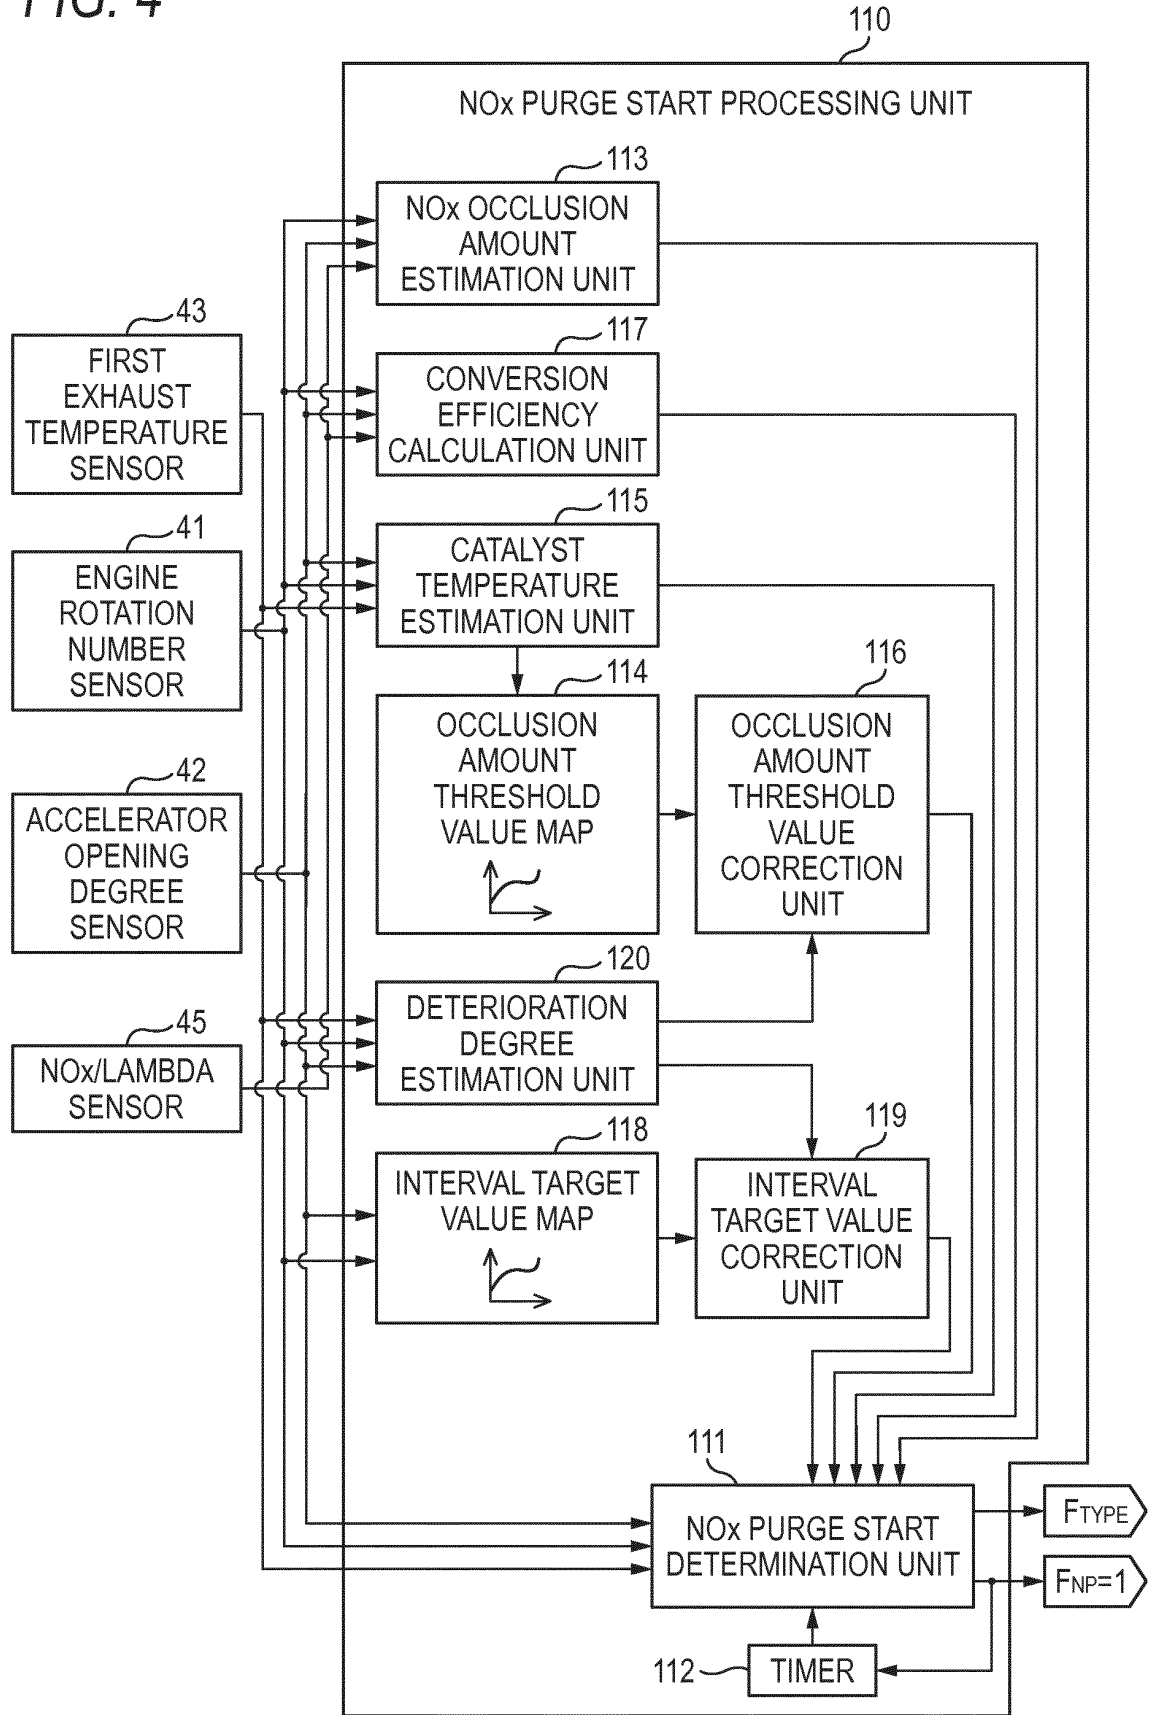 FIG. 4
110
NOx PURGE START PROCESSING UNIT
113
NOx OCCLUSION
AMOUNT
ESTIMATION UNIT
43
FIRST
EXHAUST
TEMPERATURE
SENSOR
117
CONVERSION
EFFICIENCY
CALCULATION UNIT
41
ENGINE
ROTATION
NUMBER
SENSOR
115
CATALYST
TEMPERATURE
ESTIMATION UNIT
114
OCCLUSION
AMOUNT
THRESHOLD
VALUE MAP
116
OCCLUSION
AMOUNT
THRESHOLD
VALUE
CORRECTION
UNIT
42
ACCELERATOR
OPENING
DEGREE
SENSOR
120
DETERIORATION
DEGREE
ESTIMATION UNIT
45
NOx/LAMBDA
SENSOR
118
INTERVAL TARGET
VALUE MAP
119
INTERVAL
TARGET VALUE
CORRECTION
UNIT
111
NOx PURGE START
DETERMINATION UNIT
FTYPE
FNP=1
112
TIMER